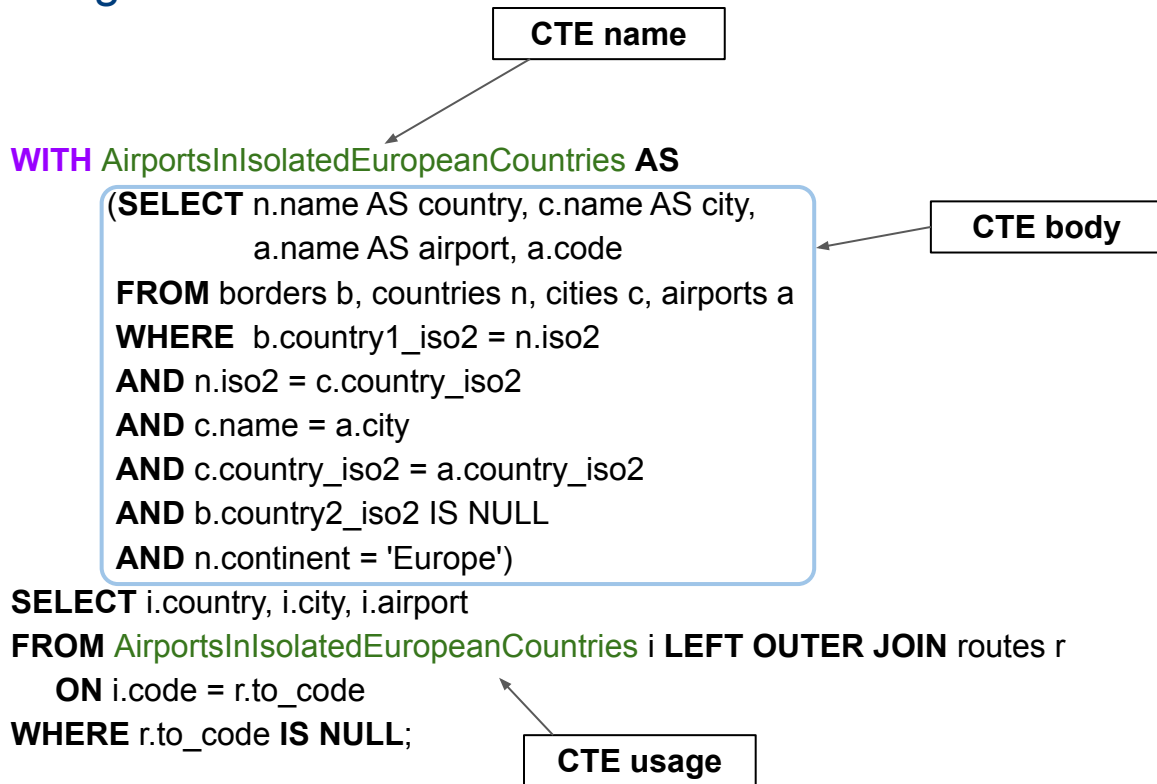 CTE name
WITH AirportsInIsolatedEuropeanCountries AS
(SELECT n.name AS country, c.name AS city,
a.name AS airport, a.code
CTE body
FROM borders b, countries n, cities c, airports a
WHERE b.country1_iso2 = n.iso2
AND n.iso2 = c.country_iso2
AND c.name = a.city
AND c.country_iso2 = a.country_iso2
AND b.country2_iso2 IS NULL
AND n.continent = 'Europe')
SELECT i.country, i.city, i.airport
FROM AirportsInIsolatedEuropeanCountries i LEFT OUTER JOIN routes r
ON i.code = r.to_code
WHERE r.to_code IS NULL;
CTE usage